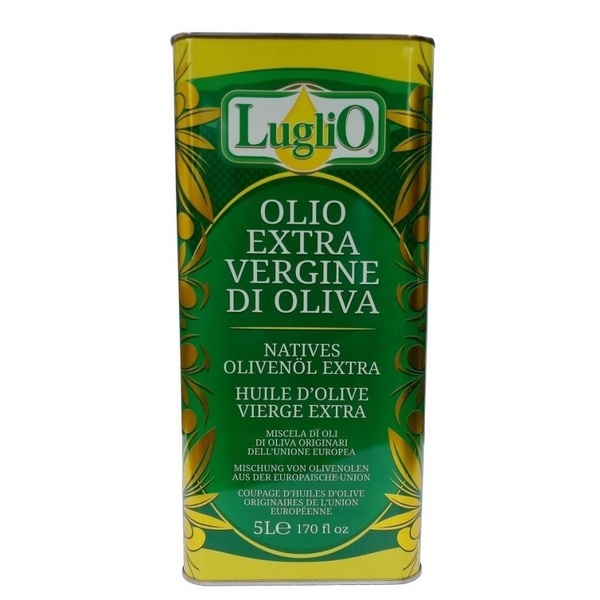 LugliO
®
OLIO
EXTRA
VERGINE
DI OLIVA
NATIVES
OLIVENÖL EXTRA
HUILE D'OLIVE
VIERGE EXTRA
MISCELA DI OLI
DI OLIVA ORIGINARI
DELL'UNIONE EUROPEA
MISCHUNG VON OLIVENOLEN
AUS DER EUROPAISCHE-UNION
COUPAGE D'HUILES D'OLIVE
ORIGINAIRES DE L'UNION
EUROPÉENNE
5L℮ 170 fl oz